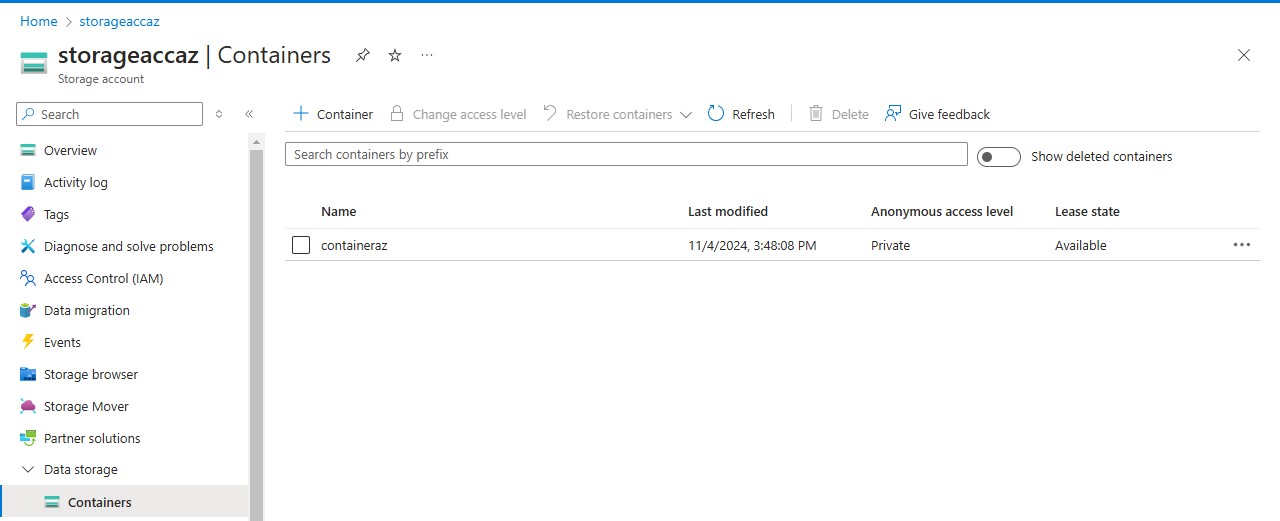 Home > storageaccaz
storageaccaz | Containers
Storage account
Search
Overview
Activity log
Tags
Diagnose and solve problems
Access Control (IAM)
Data migration
Events
Storage browser
Storage Mover
Partner solutions
Data storage
Containers
Container Change access level Restore containers Refresh Delete Give feedback
Search containers by prefix Show deleted containers
Name Last modified Anonymous access level Lease state
containeraz 11/4/2024, 3:48:08 PM Private Available